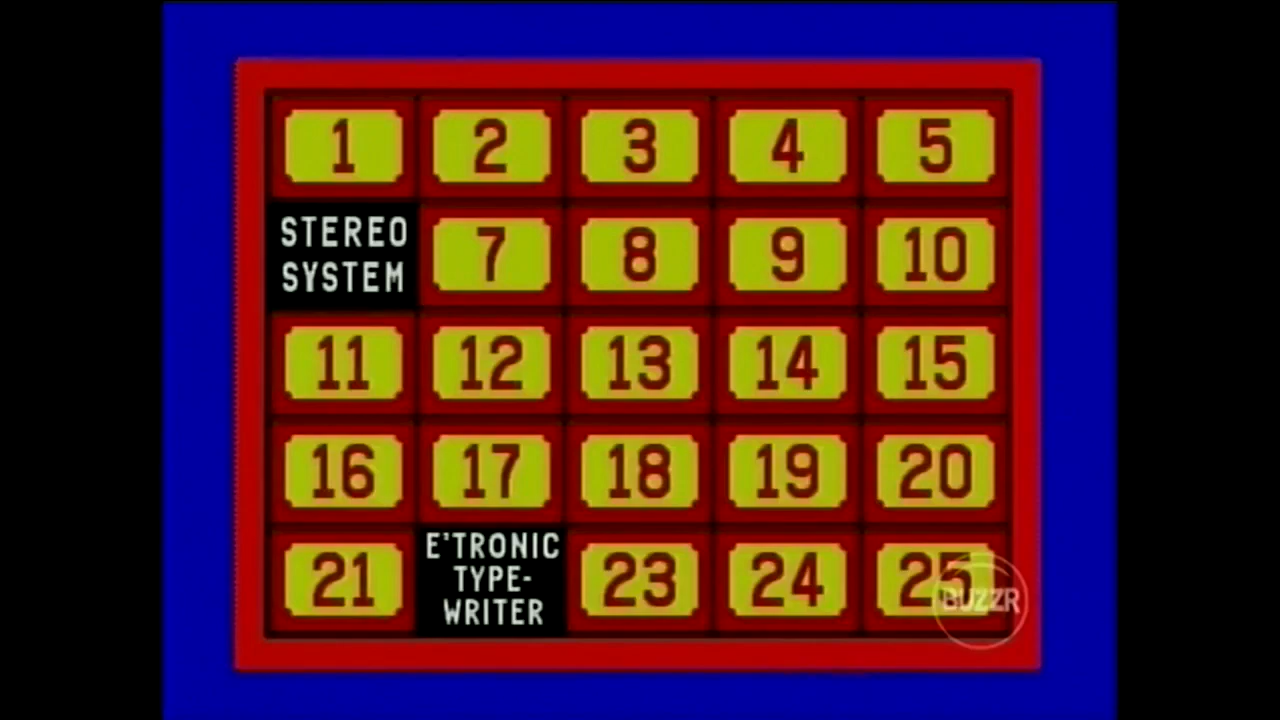 1 2 3 4 5
STEREO
SYSTEM
7 8 9 10
11 12 13 14 15
16 17 18 19 20
21
E'TRONIC
TYPE-
WRITER
23 24 25
BUZZR